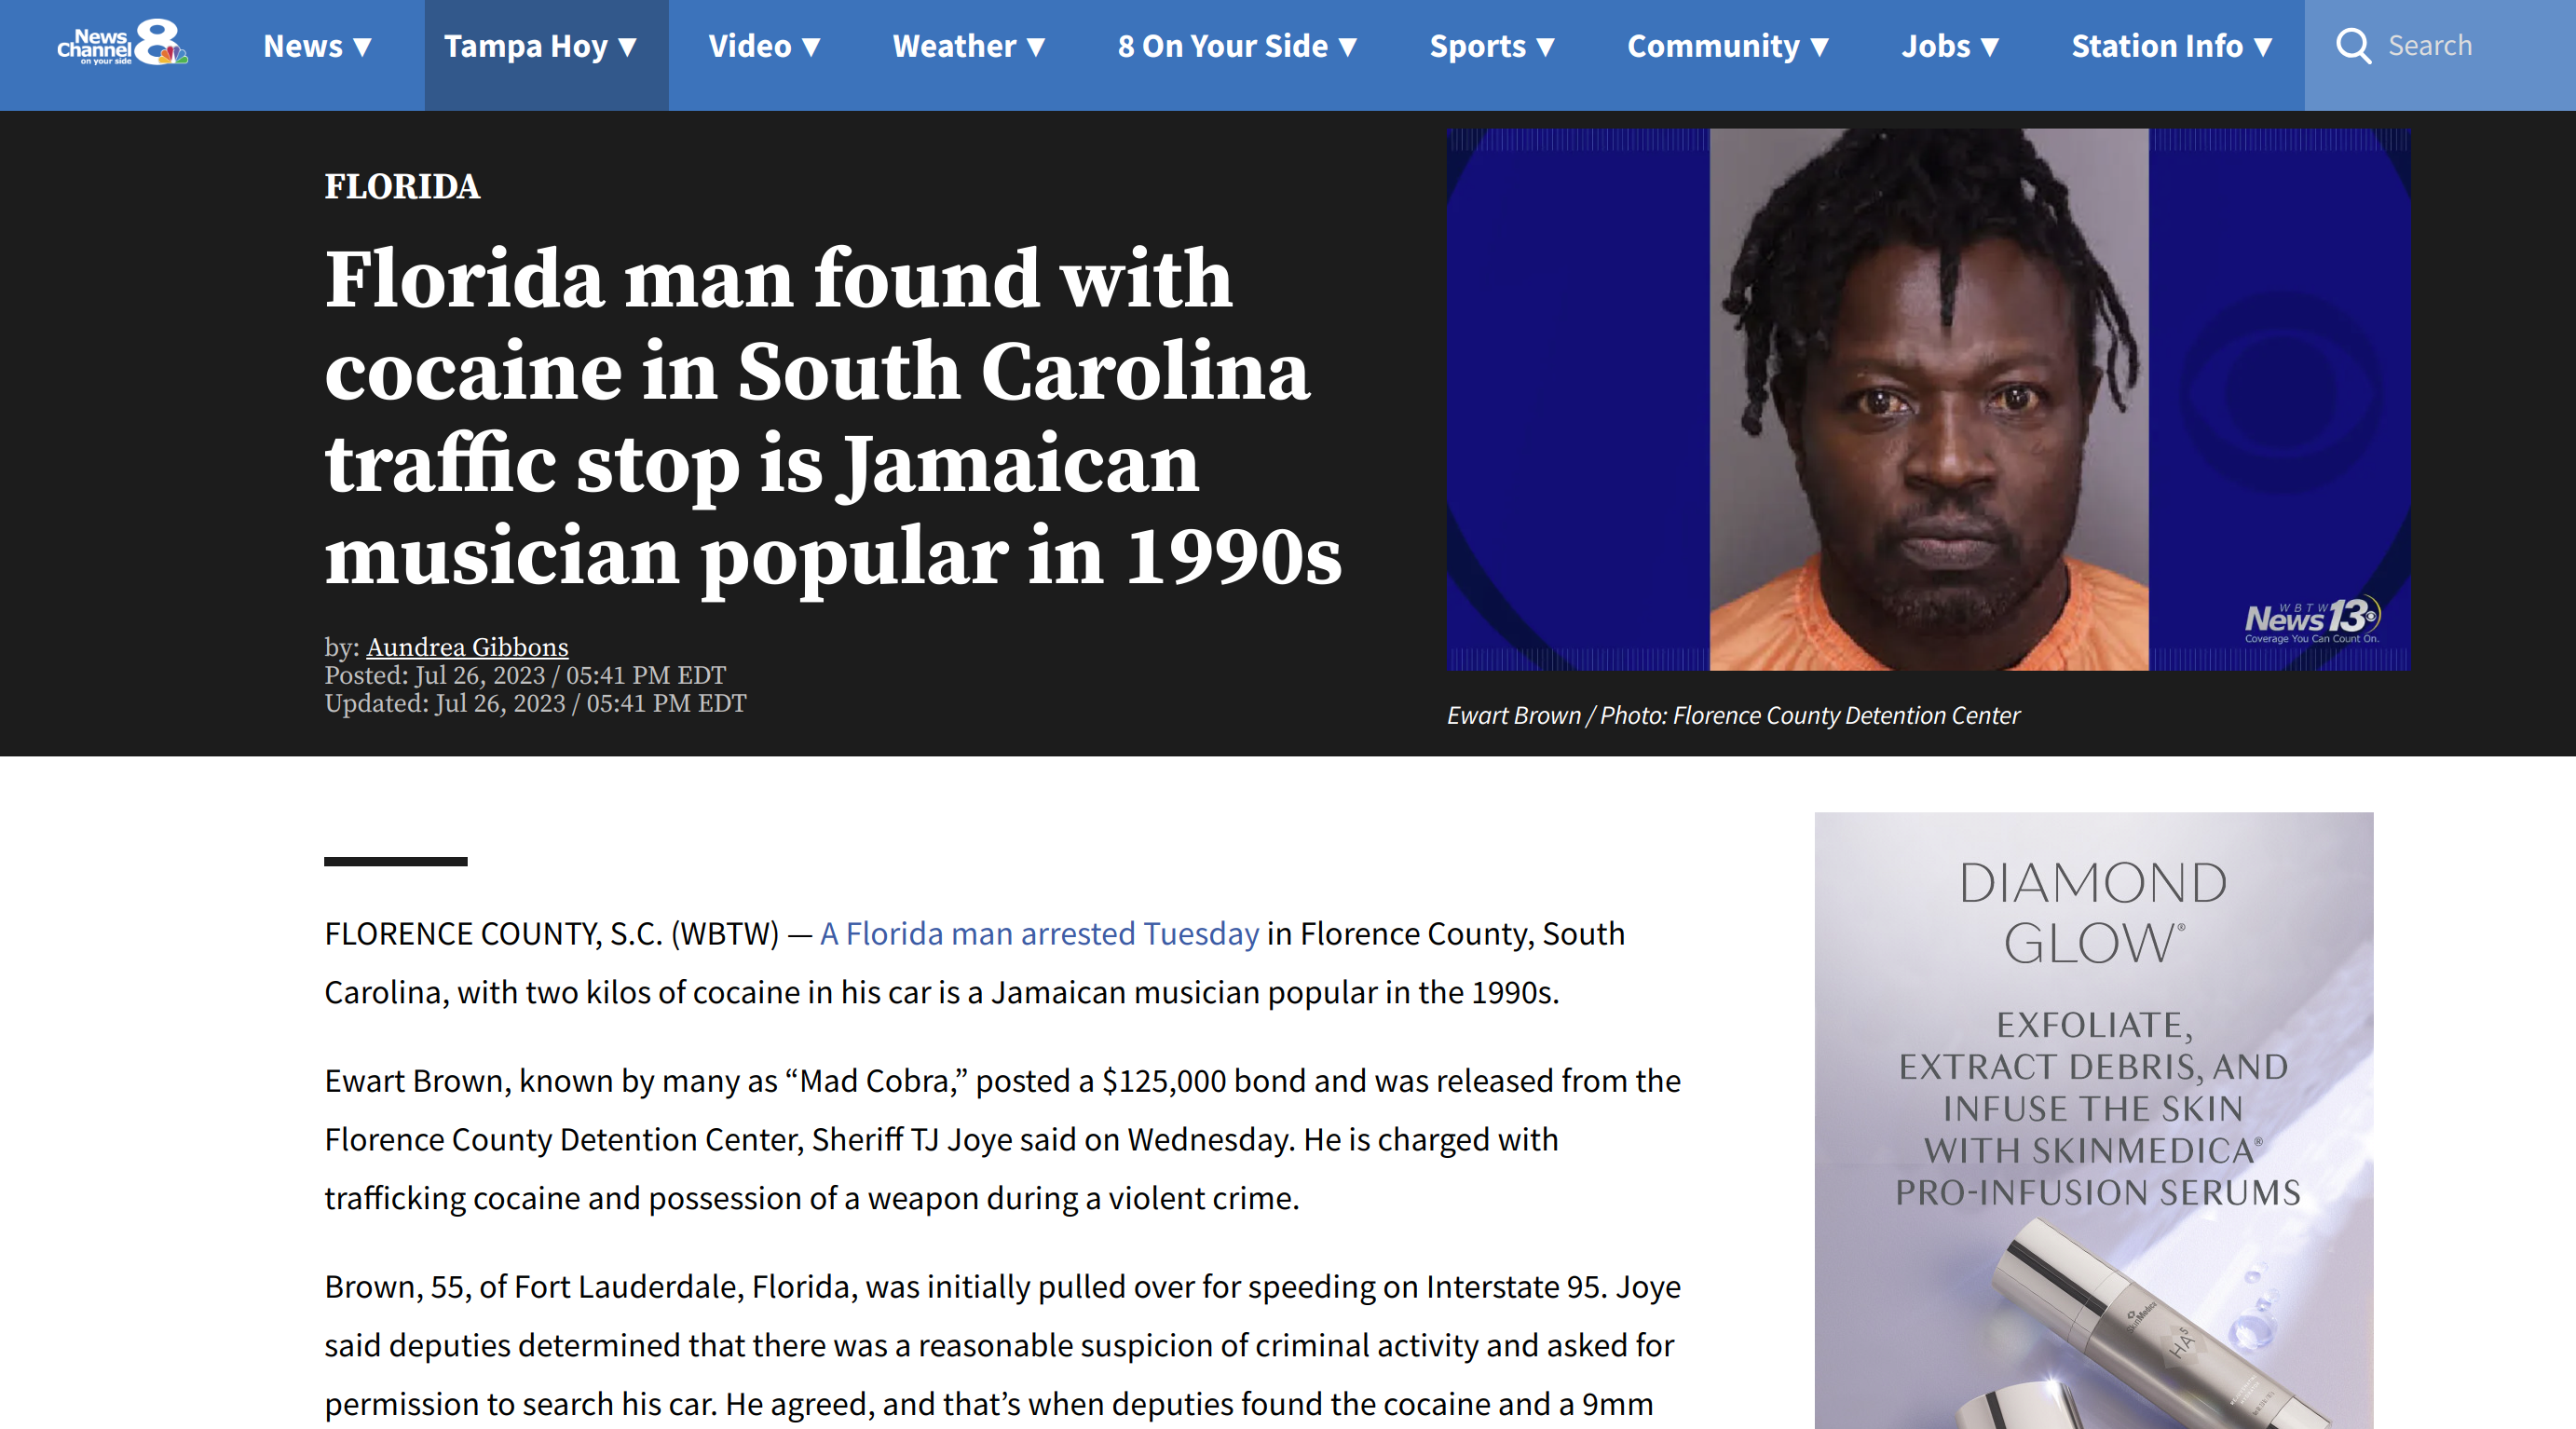 News Channel 8 on your side
News ▼
Tampa Hoy ▼
Video ▼
Weather ▼
8 On Your Side ▼
Sports ▼
Community ▼
Jobs ▼
Station Info ▼
Search
FLORIDA
Florida man found with
cocaine in South Carolina
traffic stop is Jamaican
musician popular in 1990s
by: Aundrea Gibbons
Posted: Jul 26, 2023 / 05:41 PM EDT
Updated: Jul 26, 2023 / 05:41 PM EDT
WBTW
News13
Coverage You Can Count On.
Ewart Brown / Photo: Florence County Detention Center
FLORENCE COUNTY, S.C. (WBTW) — A Florida man arrested Tuesday in Florence County, South
Carolina, with two kilos of cocaine in his car is a Jamaican musician popular in the 1990s.
Ewart Brown, known by many as “Mad Cobra,” posted a $125,000 bond and was released from the
Florence County Detention Center, Sheriff TJ Joye said on Wednesday. He is charged with
trafficking cocaine and possession of a weapon during a violent crime.
Brown, 55, of Fort Lauderdale, Florida, was initially pulled over for speeding on Interstate 95. Joye
said deputies determined that there was a reasonable suspicion of criminal activity and asked for
permission to search his car. He agreed, and that’s when deputies found the cocaine and a 9mm
DIAMOND
GLOW®
EXFOLIATE,
EXTRACT DEBRIS, AND
INFUSE THE SKIN
WITH SKINMEDICA®
PRO-INFUSION SERUMS
SkinMedica
HA5